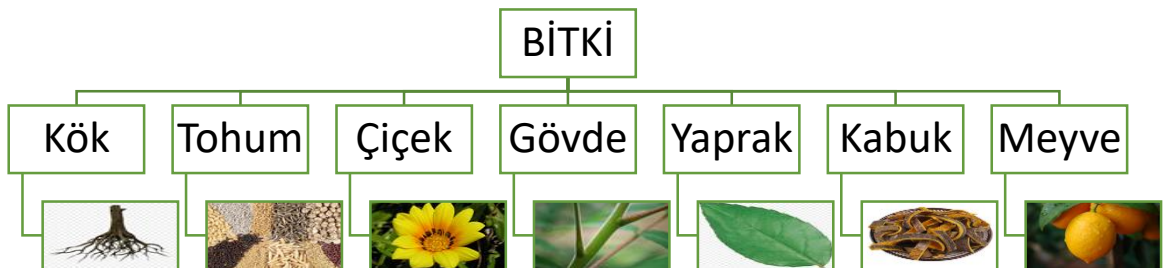 BİTKİ
Kök
Tohum
Çiçek
Gövde
Yaprak
Kabuk
Meyve